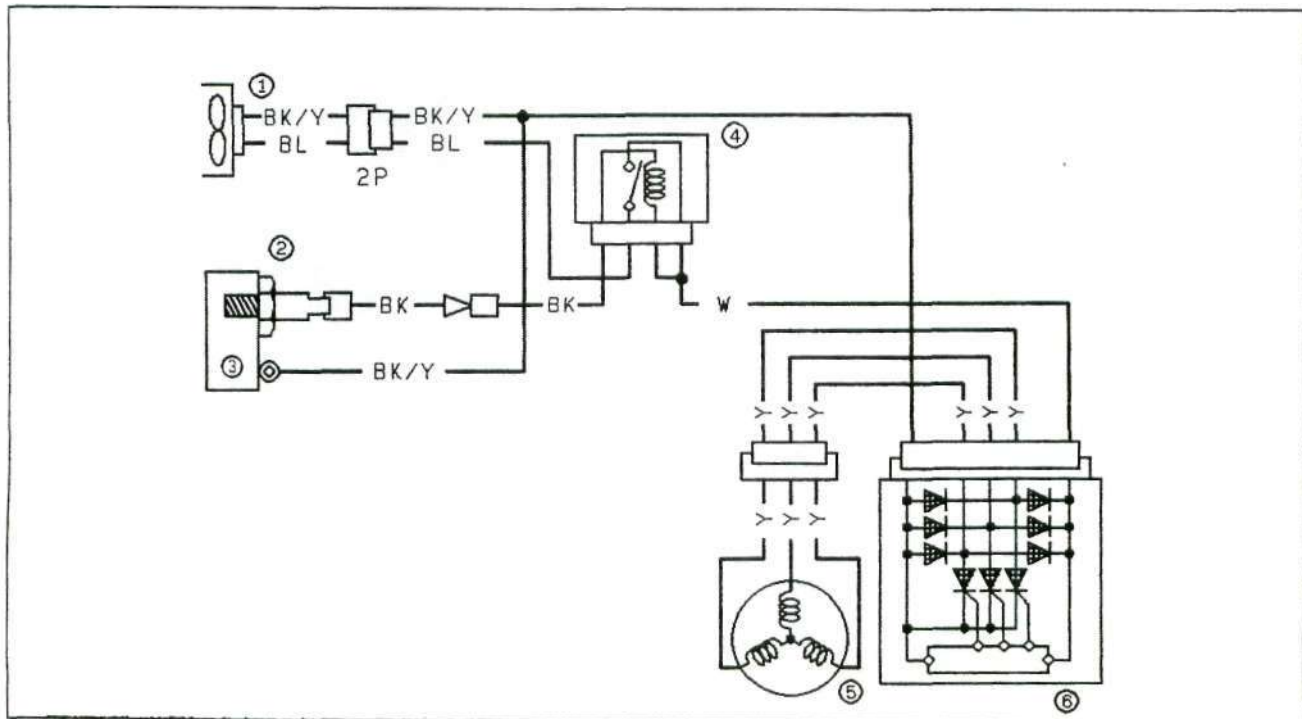 ①
BK/Y BK/Y
BL BL
2P
④
②
BK BK
W
③
BK/Y
Y Y Y Y Y Y
Y Y Y
⑤
⑥